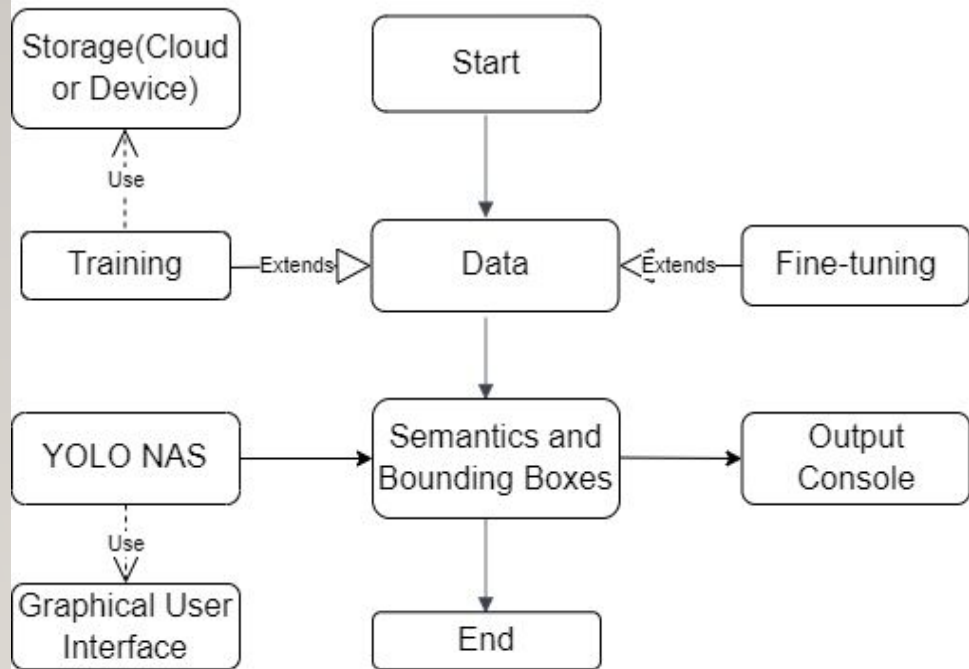 Storage(Cloud
or Device)
Start
Use
Training
Extends
Data
Extends
Fine-tuning
YOLO NAS
Semantics and
Bounding Boxes
Output
Console
Use
Graphical User
Interface
End